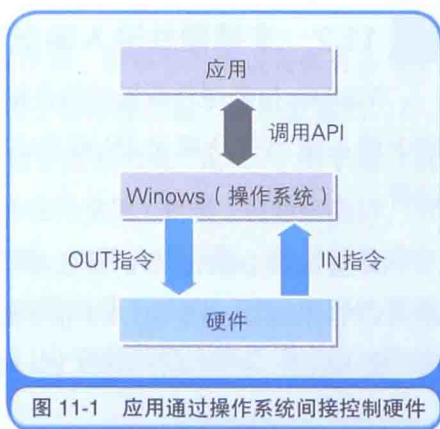 应用
调用API
Winows（操作系统）
OUT指令
IN指令
硬件
图 11-1 应用通过操作系统间接控制硬件